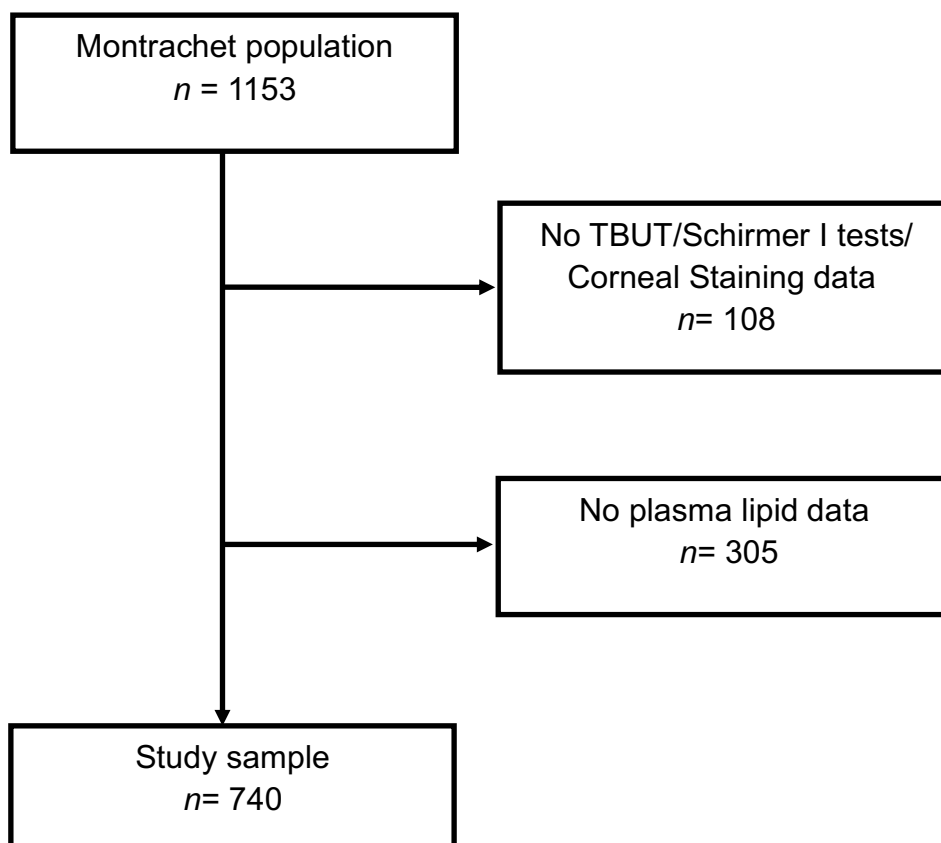 Montrachet population
n = 1153
No TBUT/Schirmer I tests/
Corneal Staining data
n= 108
No plasma lipid data
n= 305
Study sample
n= 740